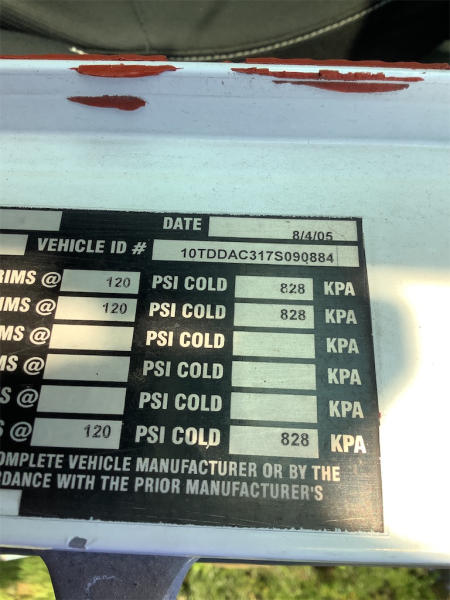 DATE 8/4/05
VEHICLE ID # 10TDDAC317S090884
RIMS @ 120 PSI COLD 828 KPA
IMS @ 120 PSI COLD 828 KPA
MS @ PSI COLD KPA
MS @ PSI COLD KPA
S @ PSI COLD KPA
S @ 120 PSI COLD 828 KPA
OMPLETE VEHICLE MANUFACTURER OR BY THE
RDANCE WITH THE PRIOR MANUFACTURER'S